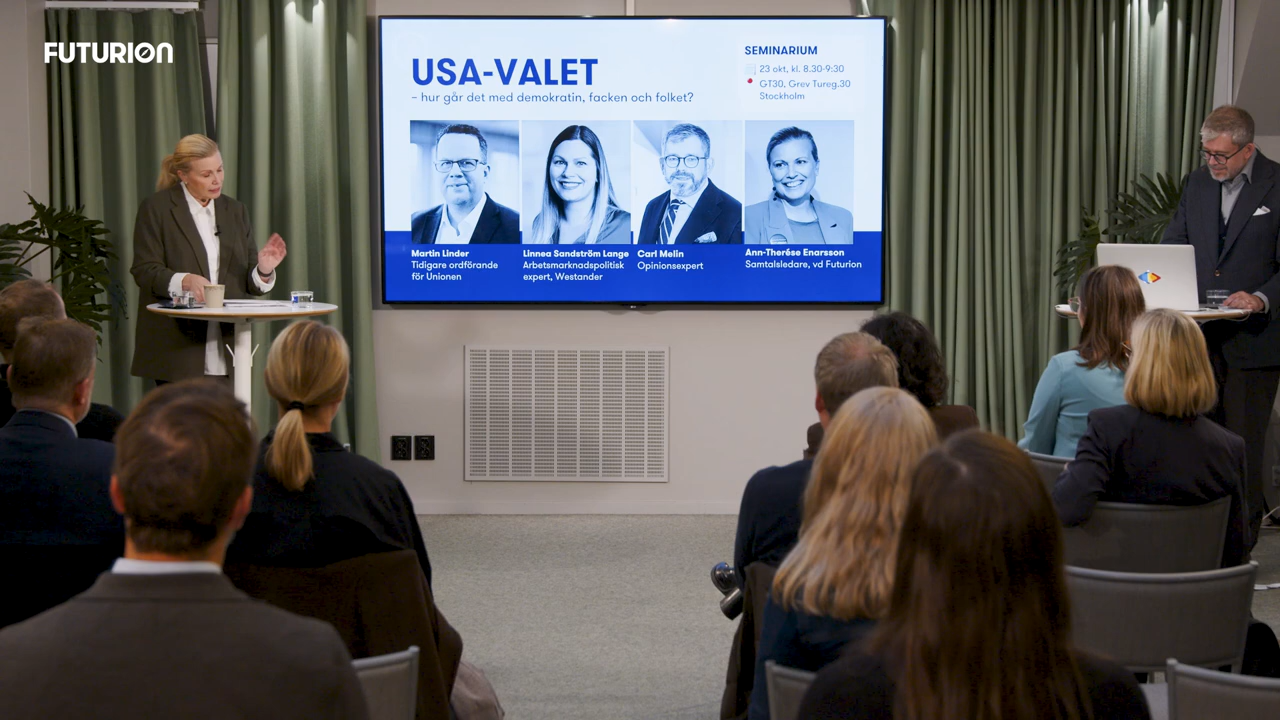 FUTURION
USA-VALET
– hur går det med demokratin, facken och folket?
SEMINARIUM
23 okt, kl. 8.30-9:30
GT30, Grev Tureg.30
Stockholm
Martin Linder
Tidigare ordförande
för Unionen
Linnea Sandström Lange
Arbetsmarknadspolitisk
expert, Westander
Carl Melin
Opinionsexpert
Ann-Therése Enarsson
Samtalsledare, vd Futurion